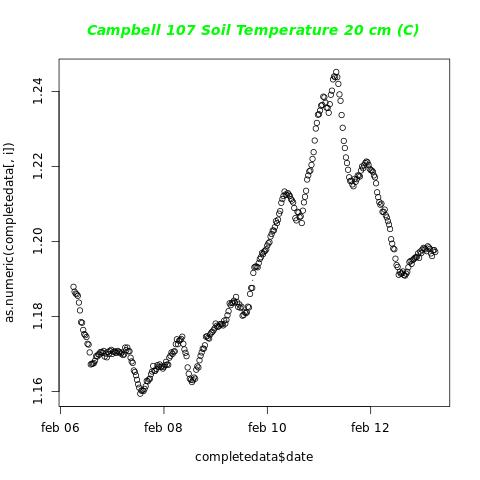 Campbell 107 Soil Temperature 20 cm (C)
as.numeric(completedata[, i])
1.24
1.22
1.20
1.18
1.16
feb 06 feb 08 feb 10 feb 12
completedata$date